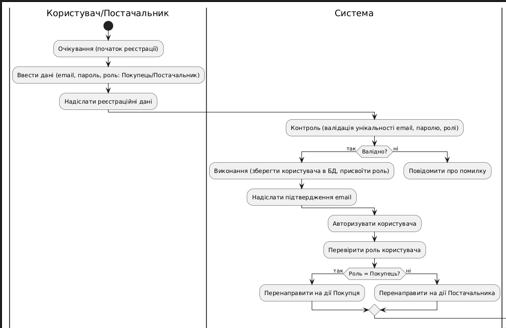 Користувач/Постачальник
Система
Очікування (початок реєстрації)
Ввести дані (email, пароль, роль: Покупець/Постачальник)
Надіслати реєстраційні дані
Контроль (валідація унікальності email, паролю, ролі)
так
Валідно?
ні
Виконання (зберегти користувача в БД, присвоїти роль)
Повідомити про помилку
Надіслати підтвердження email
Авторизувати користувача
Перевірити роль користувача
так
Роль = Покупець?
ні
Перенаправити на дії Покупця
Перенаправити на дії Постачальника